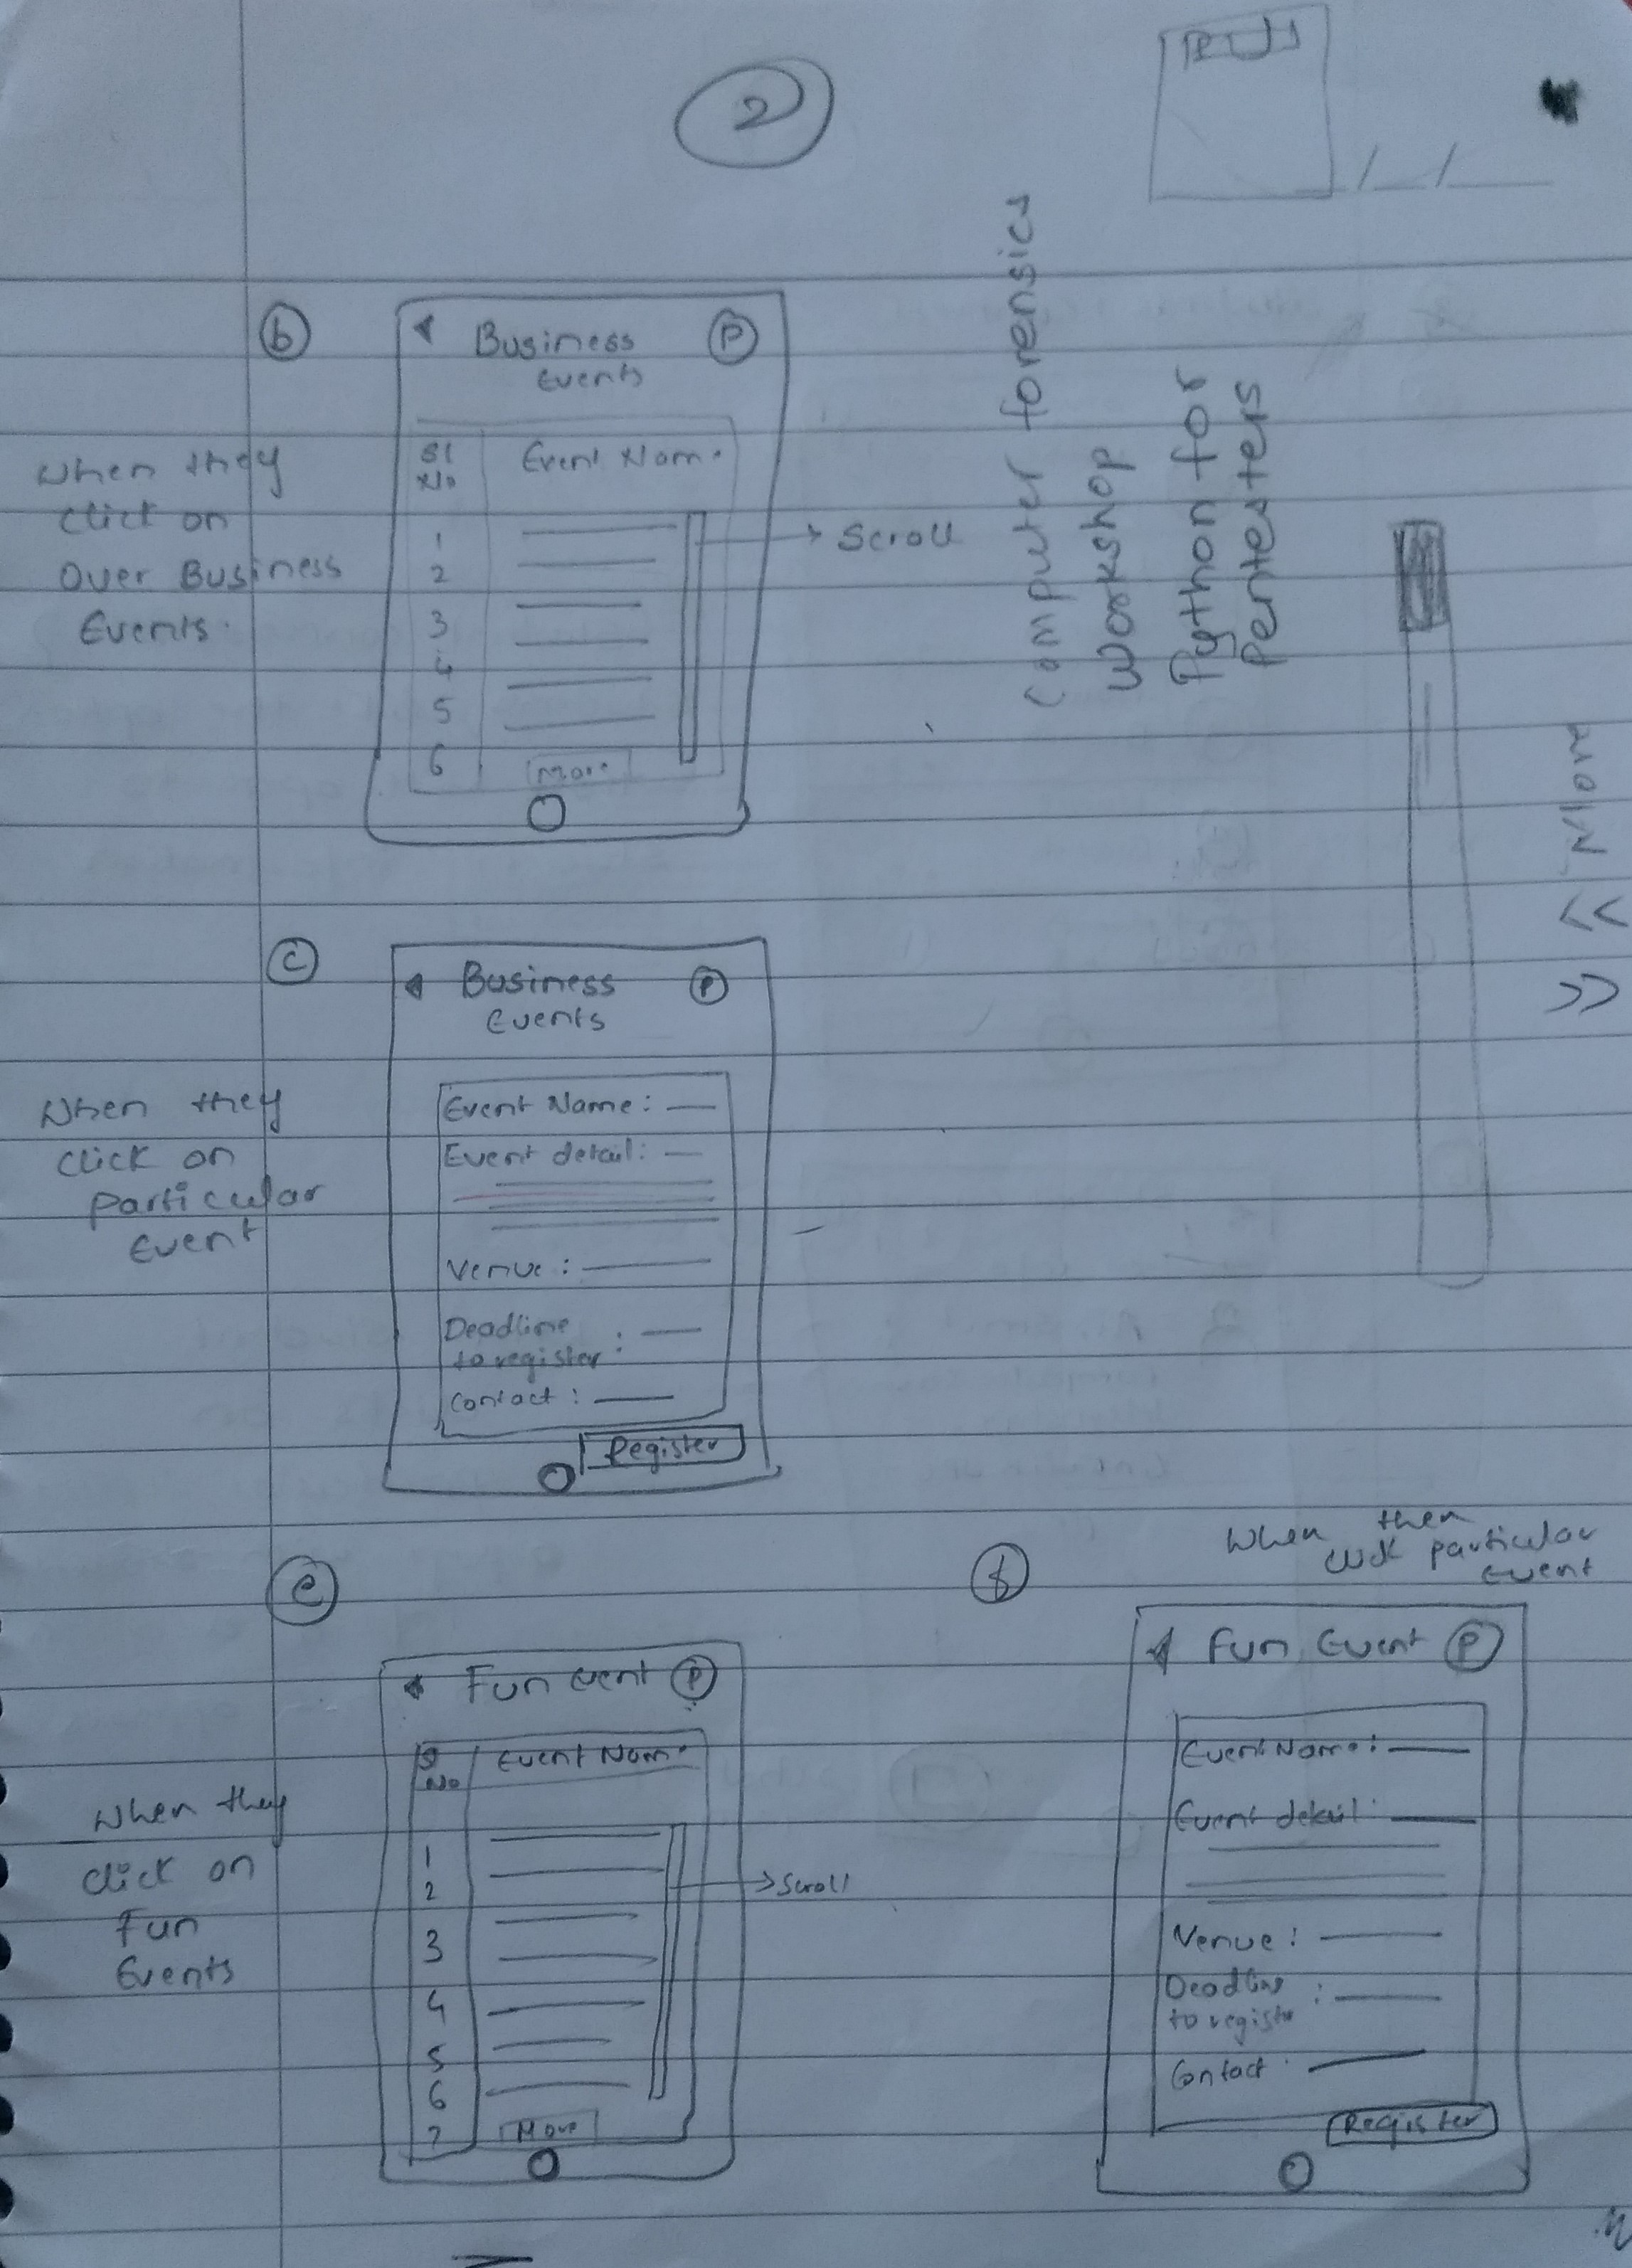 2
b
Business
Events
P
Sl
No
Event Name
1
2
3
4
5
6
More
Scroll
When they
click on
Over Business
Events.
Computer forensics
Workshop
Python for
Pentesters
More
<<
>>
c
Business
Events
P
Event Name:
Event detail:
Venue:
Deadline
to register :
Contact:
Register
When they
click on
particular
Event
e
Fun event
P
S
No
Event Name
1
2
3
4
5
6
7
More
Scroll
When they
click on
Fun
Events
f
When then
click particular
event
Fun Event
P
Event Name:
Event detail:
Venue:
Deadline
to register :
Contact
Register